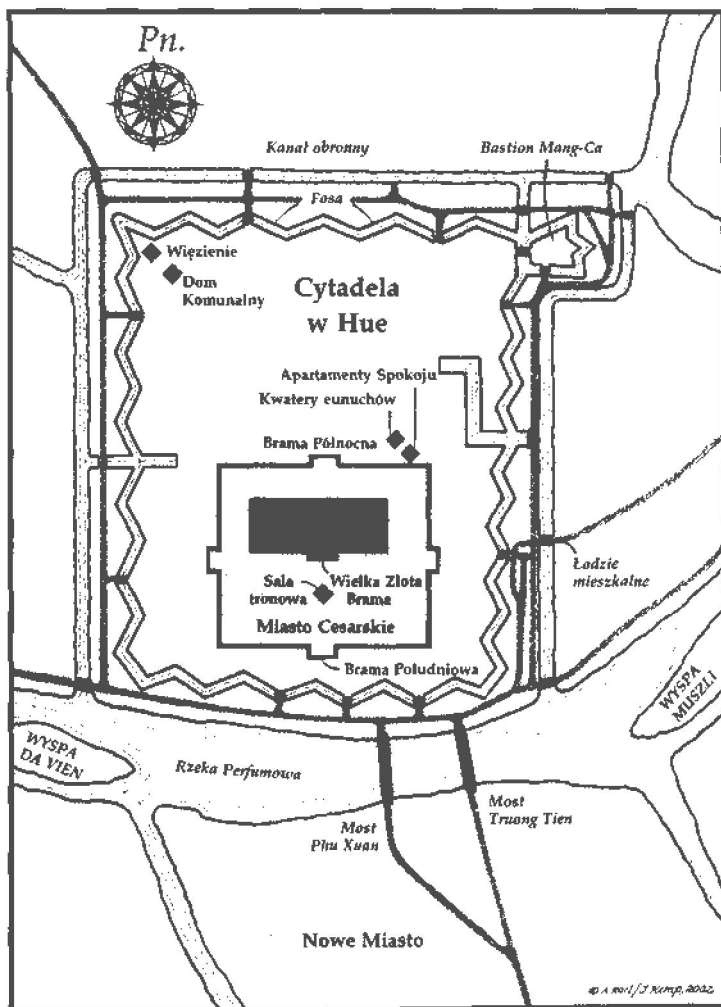 Pn.
Kanał obronny
Bastion Mang-Ca
Fosa
Więzienie
Dom
Komunalny
Cytadela
w Hue
Apartamenty Spokoju
Kwatery eunuchów
Brama Północna
Łodzie
mieszkalne
Sala
tronowa
Wielka Złota
Brama
Miasto Cesarskie
Brama Południowa
WYSPA
MUSZLI
WYSPA
DA VIEN
Rzeka Perfumowa
Most
Truong Tien
Most
Phu Xuan
Nowe Miasto
2002